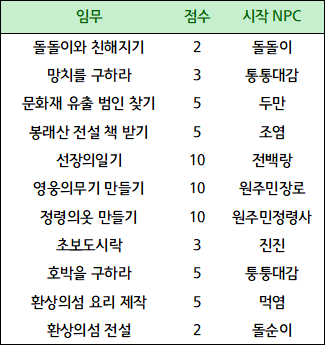 임무 점수 시작 NPC
돌돌이와 친해지기 2 돌돌이
망치를 구하라 3 통통대감
문화재 유출 범인 찾기 5 두만
봉래산 전설 책 받기 5 조염
선장의일기 10 전백랑
영웅의무기 만들기 10 원주민장로
정령의옷 만들기 10 원주민정령사
초보도시락 3 진진
호박을 구하라 5 통통대감
환상의섬 요리 제작 5 먹염
환상의섬 전설 2 돌순이